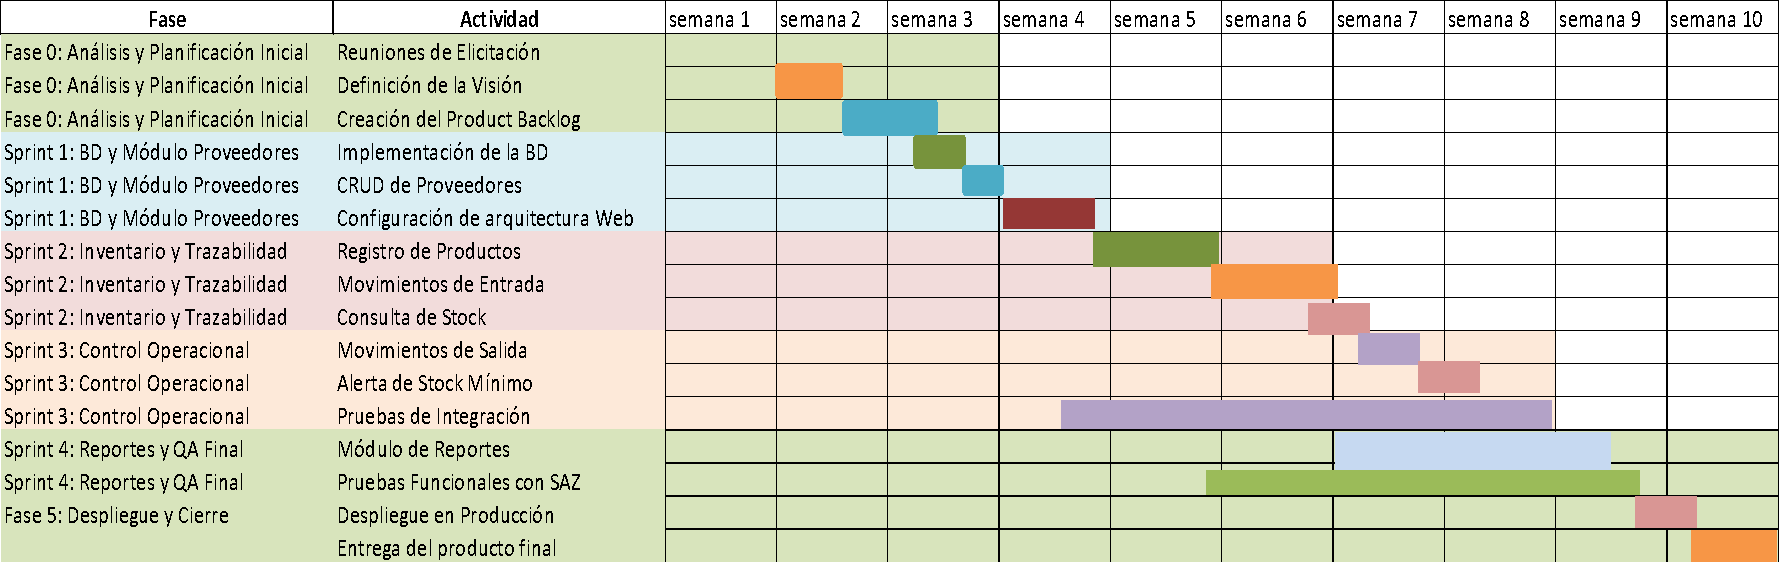 Fase Actividad semana 1 semana 2 semana 3 semana 4 semana 5 semana 6 semana 7 semana 8 semana 9 semana 10
Fase 0: Análisis y Planificación Inicial Reuniones de Elicitación
Fase 0: Análisis y Planificación Inicial Definición de la Visión
Fase 0: Análisis y Planificación Inicial Creación del Product Backlog
Sprint 1: BD y Módulo Proveedores Implementación de la BD
Sprint 1: BD y Módulo Proveedores CRUD de Proveedores
Sprint 1: BD y Módulo Proveedores Configuración de arquitectura Web
Sprint 2: Inventario y Trazabilidad Registro de Productos
Sprint 2: Inventario y Trazabilidad Movimientos de Entrada
Sprint 2: Inventario y Trazabilidad Consulta de Stock
Sprint 3: Control Operacional Movimientos de Salida
Sprint 3: Control Operacional Alerta de Stock Mínimo
Sprint 3: Control Operacional Pruebas de Integración
Sprint 4: Reportes y QA Final Módulo de Reportes
Sprint 4: Reportes y QA Final Pruebas Funcionales con SAZ
Fase 5: Despliegue y Cierre Despliegue en Producción
Entrega del producto final